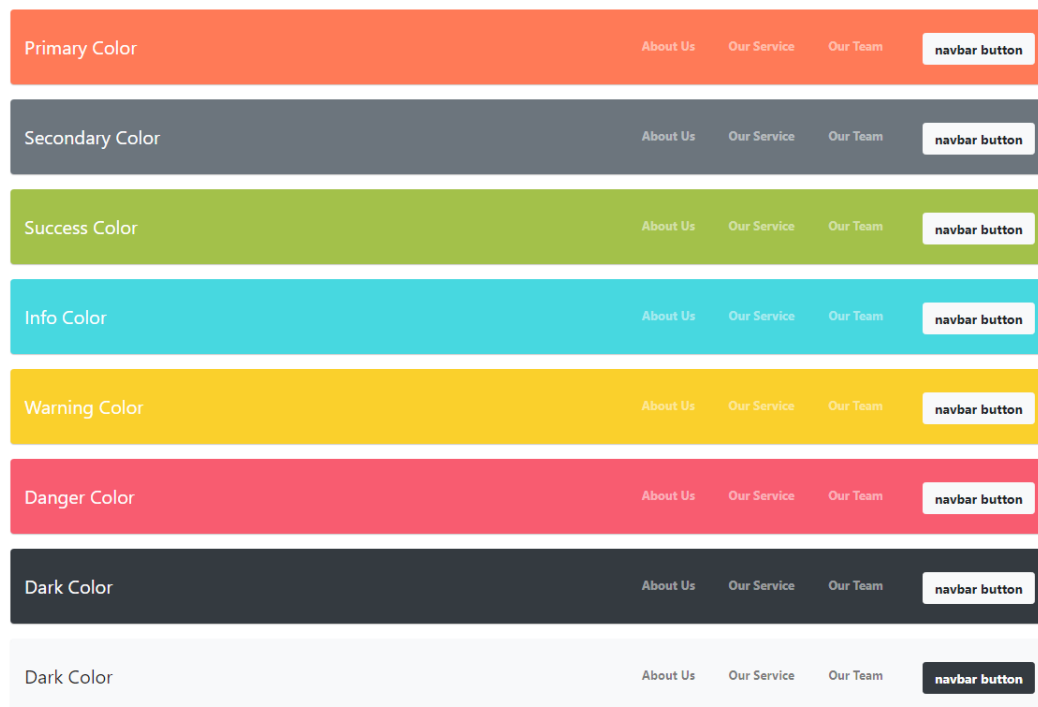 Primary Color About Us Our Service Our Team navbar button
Secondary Color About Us Our Service Our Team navbar button
Success Color About Us Our Service Our Team navbar button
Info Color About Us Our Service Our Team navbar button
Warning Color About Us Our Service Our Team navbar button
Danger Color About Us Our Service Our Team navbar button
Dark Color About Us Our Service Our Team navbar button
Dark Color About Us Our Service Our Team navbar button